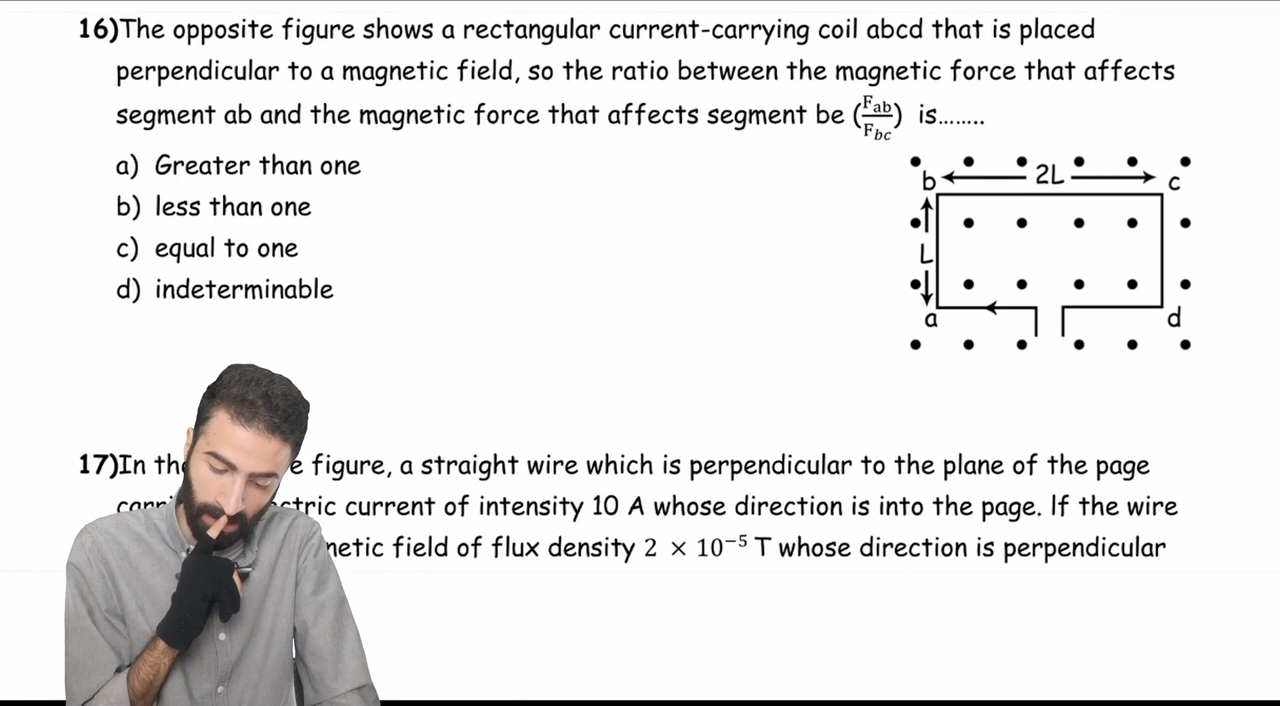 16)The opposite figure shows a rectangular current-carrying coil abcd that is placed
perpendicular to a magnetic field, so the ratio between the magnetic force that affects
segment ab and the magnetic force that affects segment be (Fab/Fbc) is........
a) Greater than one
b) less than one
c) equal to one
d) indeterminable
b 2L c
L
a d
17)In e figure, a straight wire which is perpendicular to the plane of the page
ctric current of intensity 10 A whose direction is into the page. If the wire
netic field of flux density 2 × 10⁻⁵ T whose direction is perpendicular